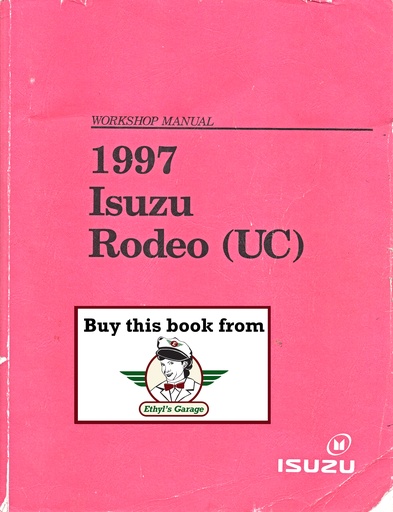 WORKSHOP MANUAL
1997
Isuzu
Rodeo (UC)
Buy this book from
Ethyl's Garage
ISUZU